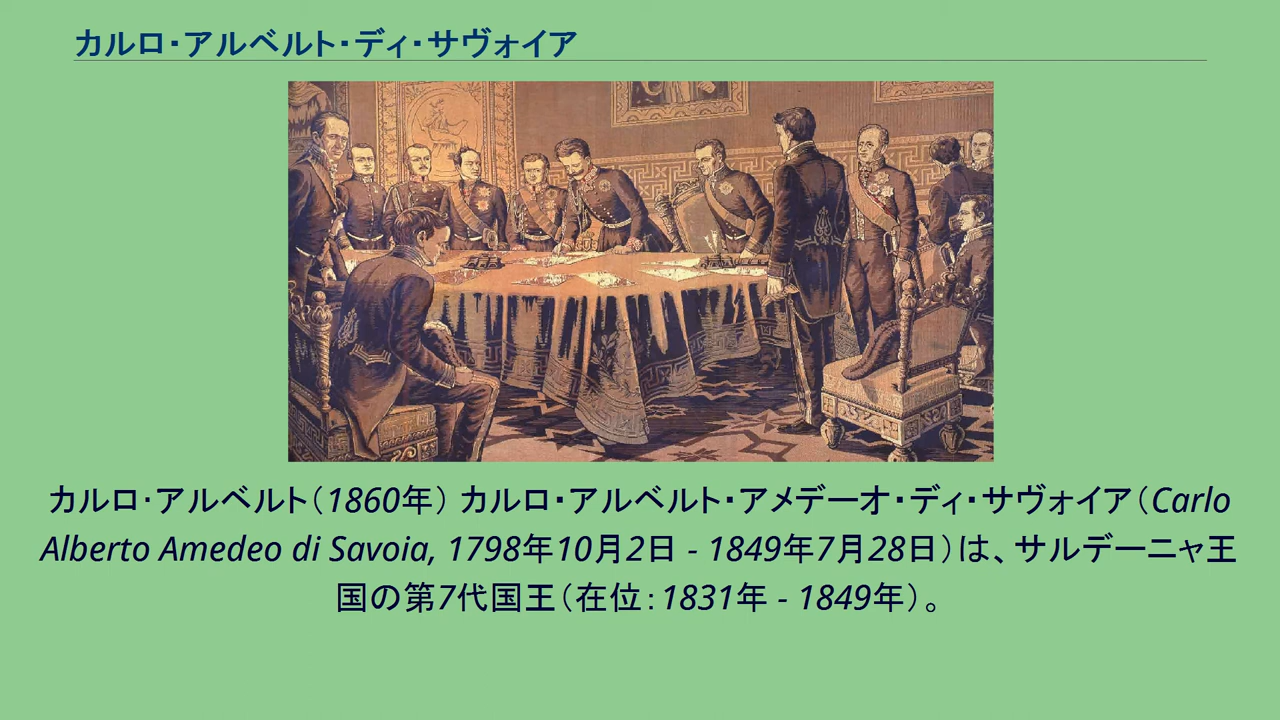 カルロ・アルベルト・ディ・サヴォイア
カルロ·アルベルト（1860年） カルロ・アルベルト・アメデーオ・ディ・サヴォイア（Carlo
Alberto Amedeo di Savoia, 1798年10月2日 - 1849年7月28日）は、サルデーニャ王
国の第7代国王（在位：1831年 - 1849年）。